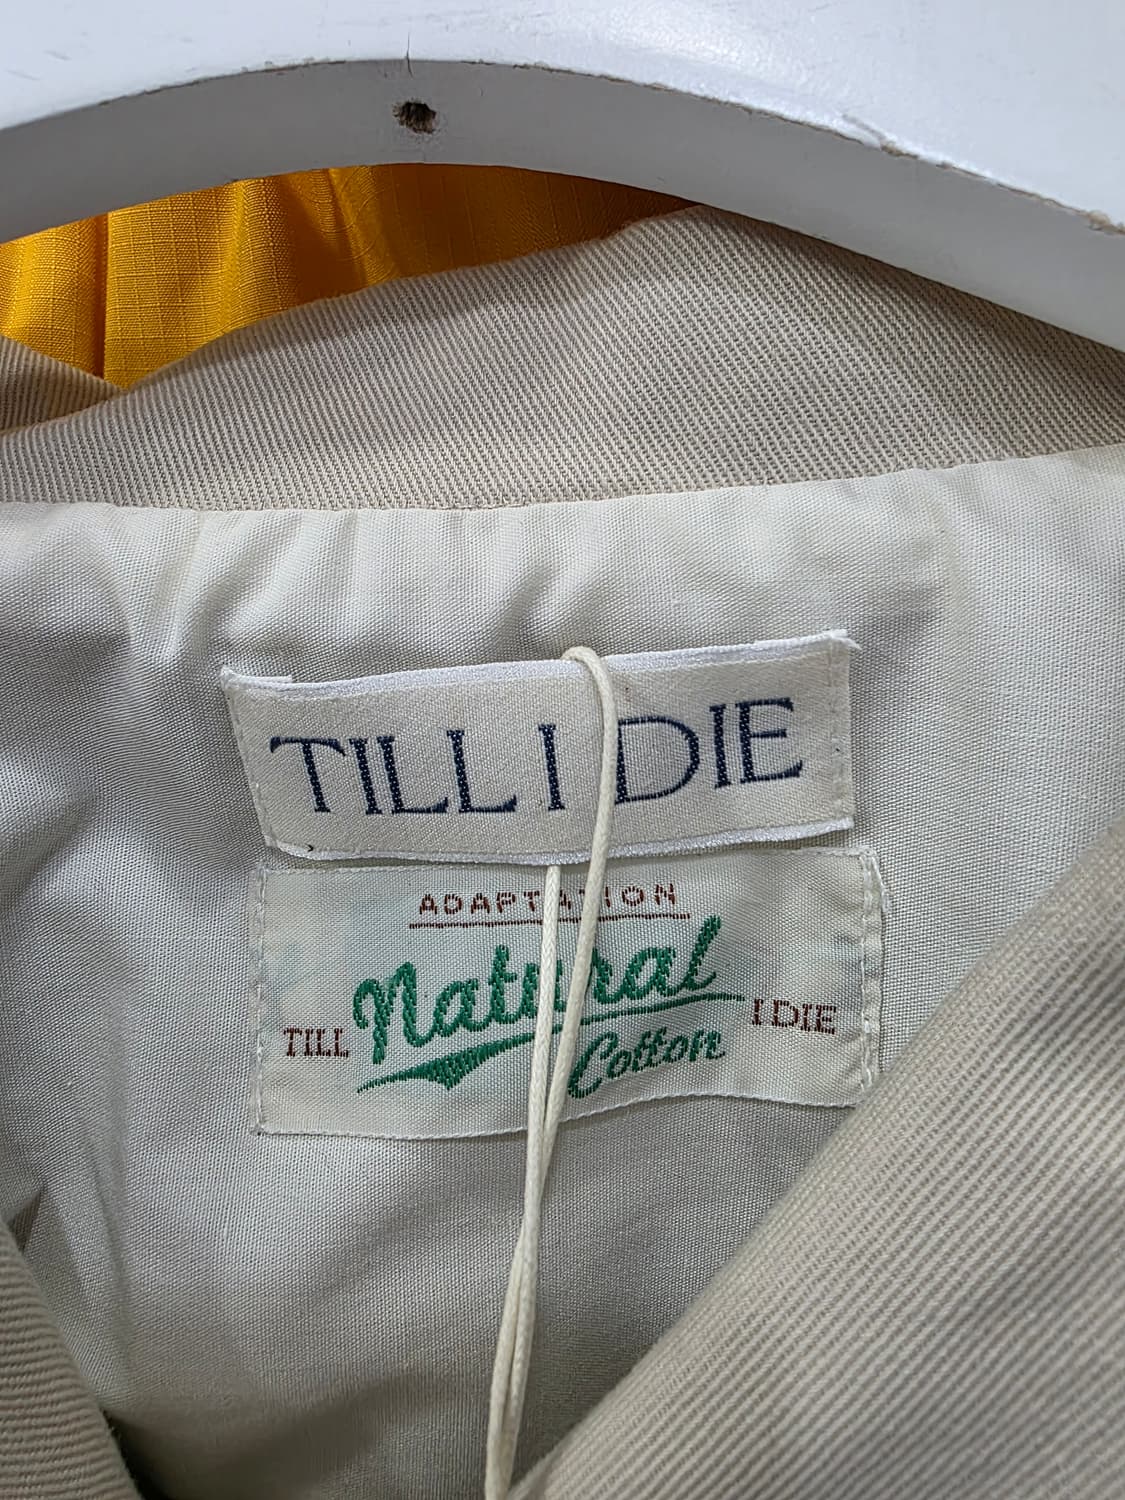 TILL I DIE
ADAPTATION
TILL Natural I DIE
Cotton